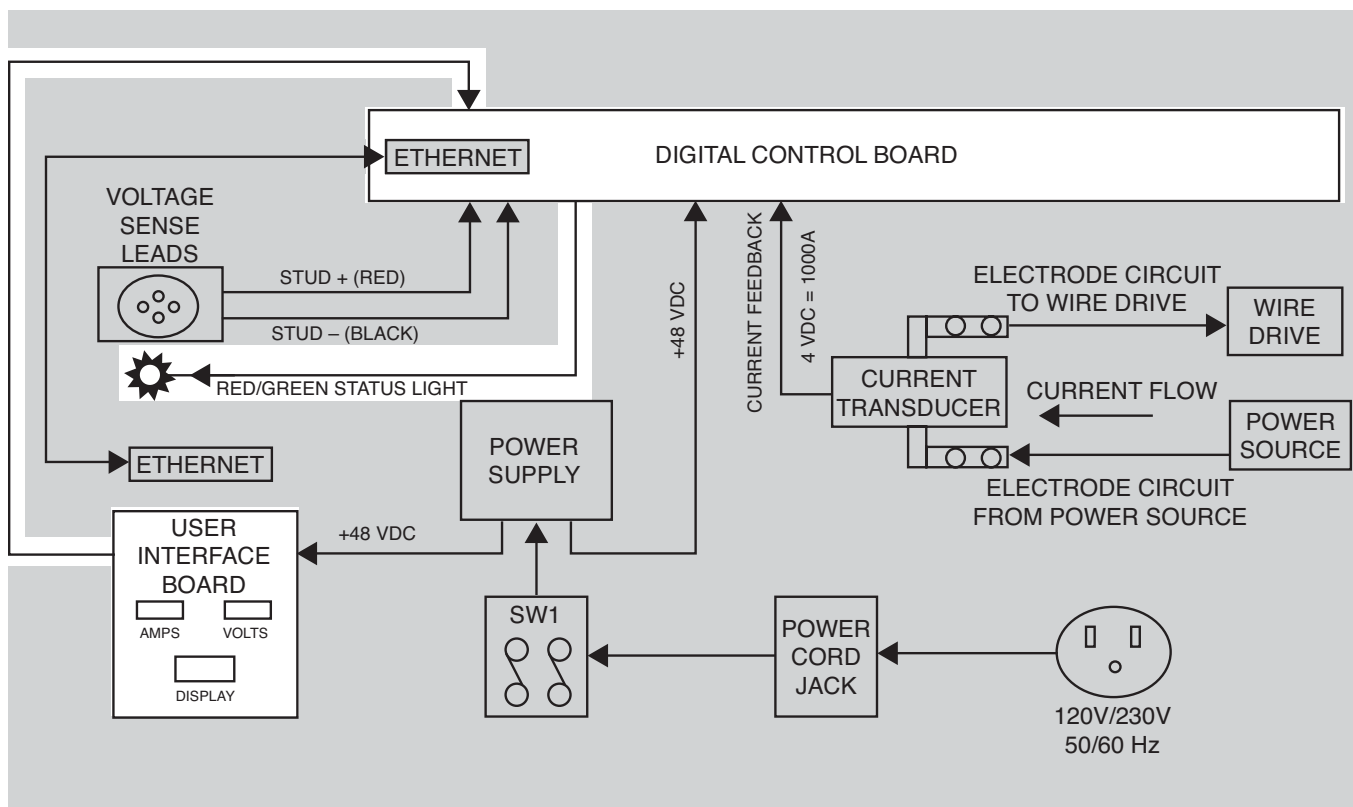 ETHERNET
DIGITAL CONTROL BOARD
VOLTAGE
SENSE
LEADS
STUD + (RED)
STUD – (BLACK)
RED/GREEN STATUS LIGHT
+48 VDC
CURRENT FEEDBACK
4 VDC = 1000A
ELECTRODE CIRCUIT
TO WIRE DRIVE
WIRE
DRIVE
CURRENT
TRANSDUCER
CURRENT FLOW
POWER
SOURCE
ELECTRODE CIRCUIT
FROM POWER SOURCE
POWER
SUPPLY
ETHERNET
USER
INTERFACE
BOARD
AMPS
VOLTS
DISPLAY
+48 VDC
SW1
POWER
CORD
JACK
120V/230V
50/60 Hz